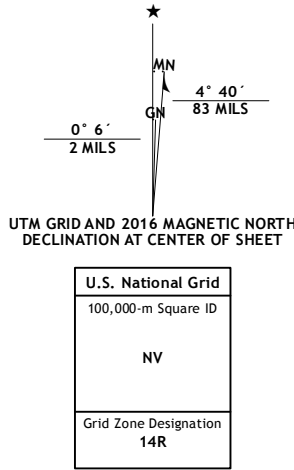 ★
MN
4° 40´
83 MILS
GN
0° 6´
2 MILS
UTM GRID AND 2016 MAGNETIC NORTH
DECLINATION AT CENTER OF SHEET
U.S. National Grid
100,000-m Square ID
NV
Grid Zone Designation
14R